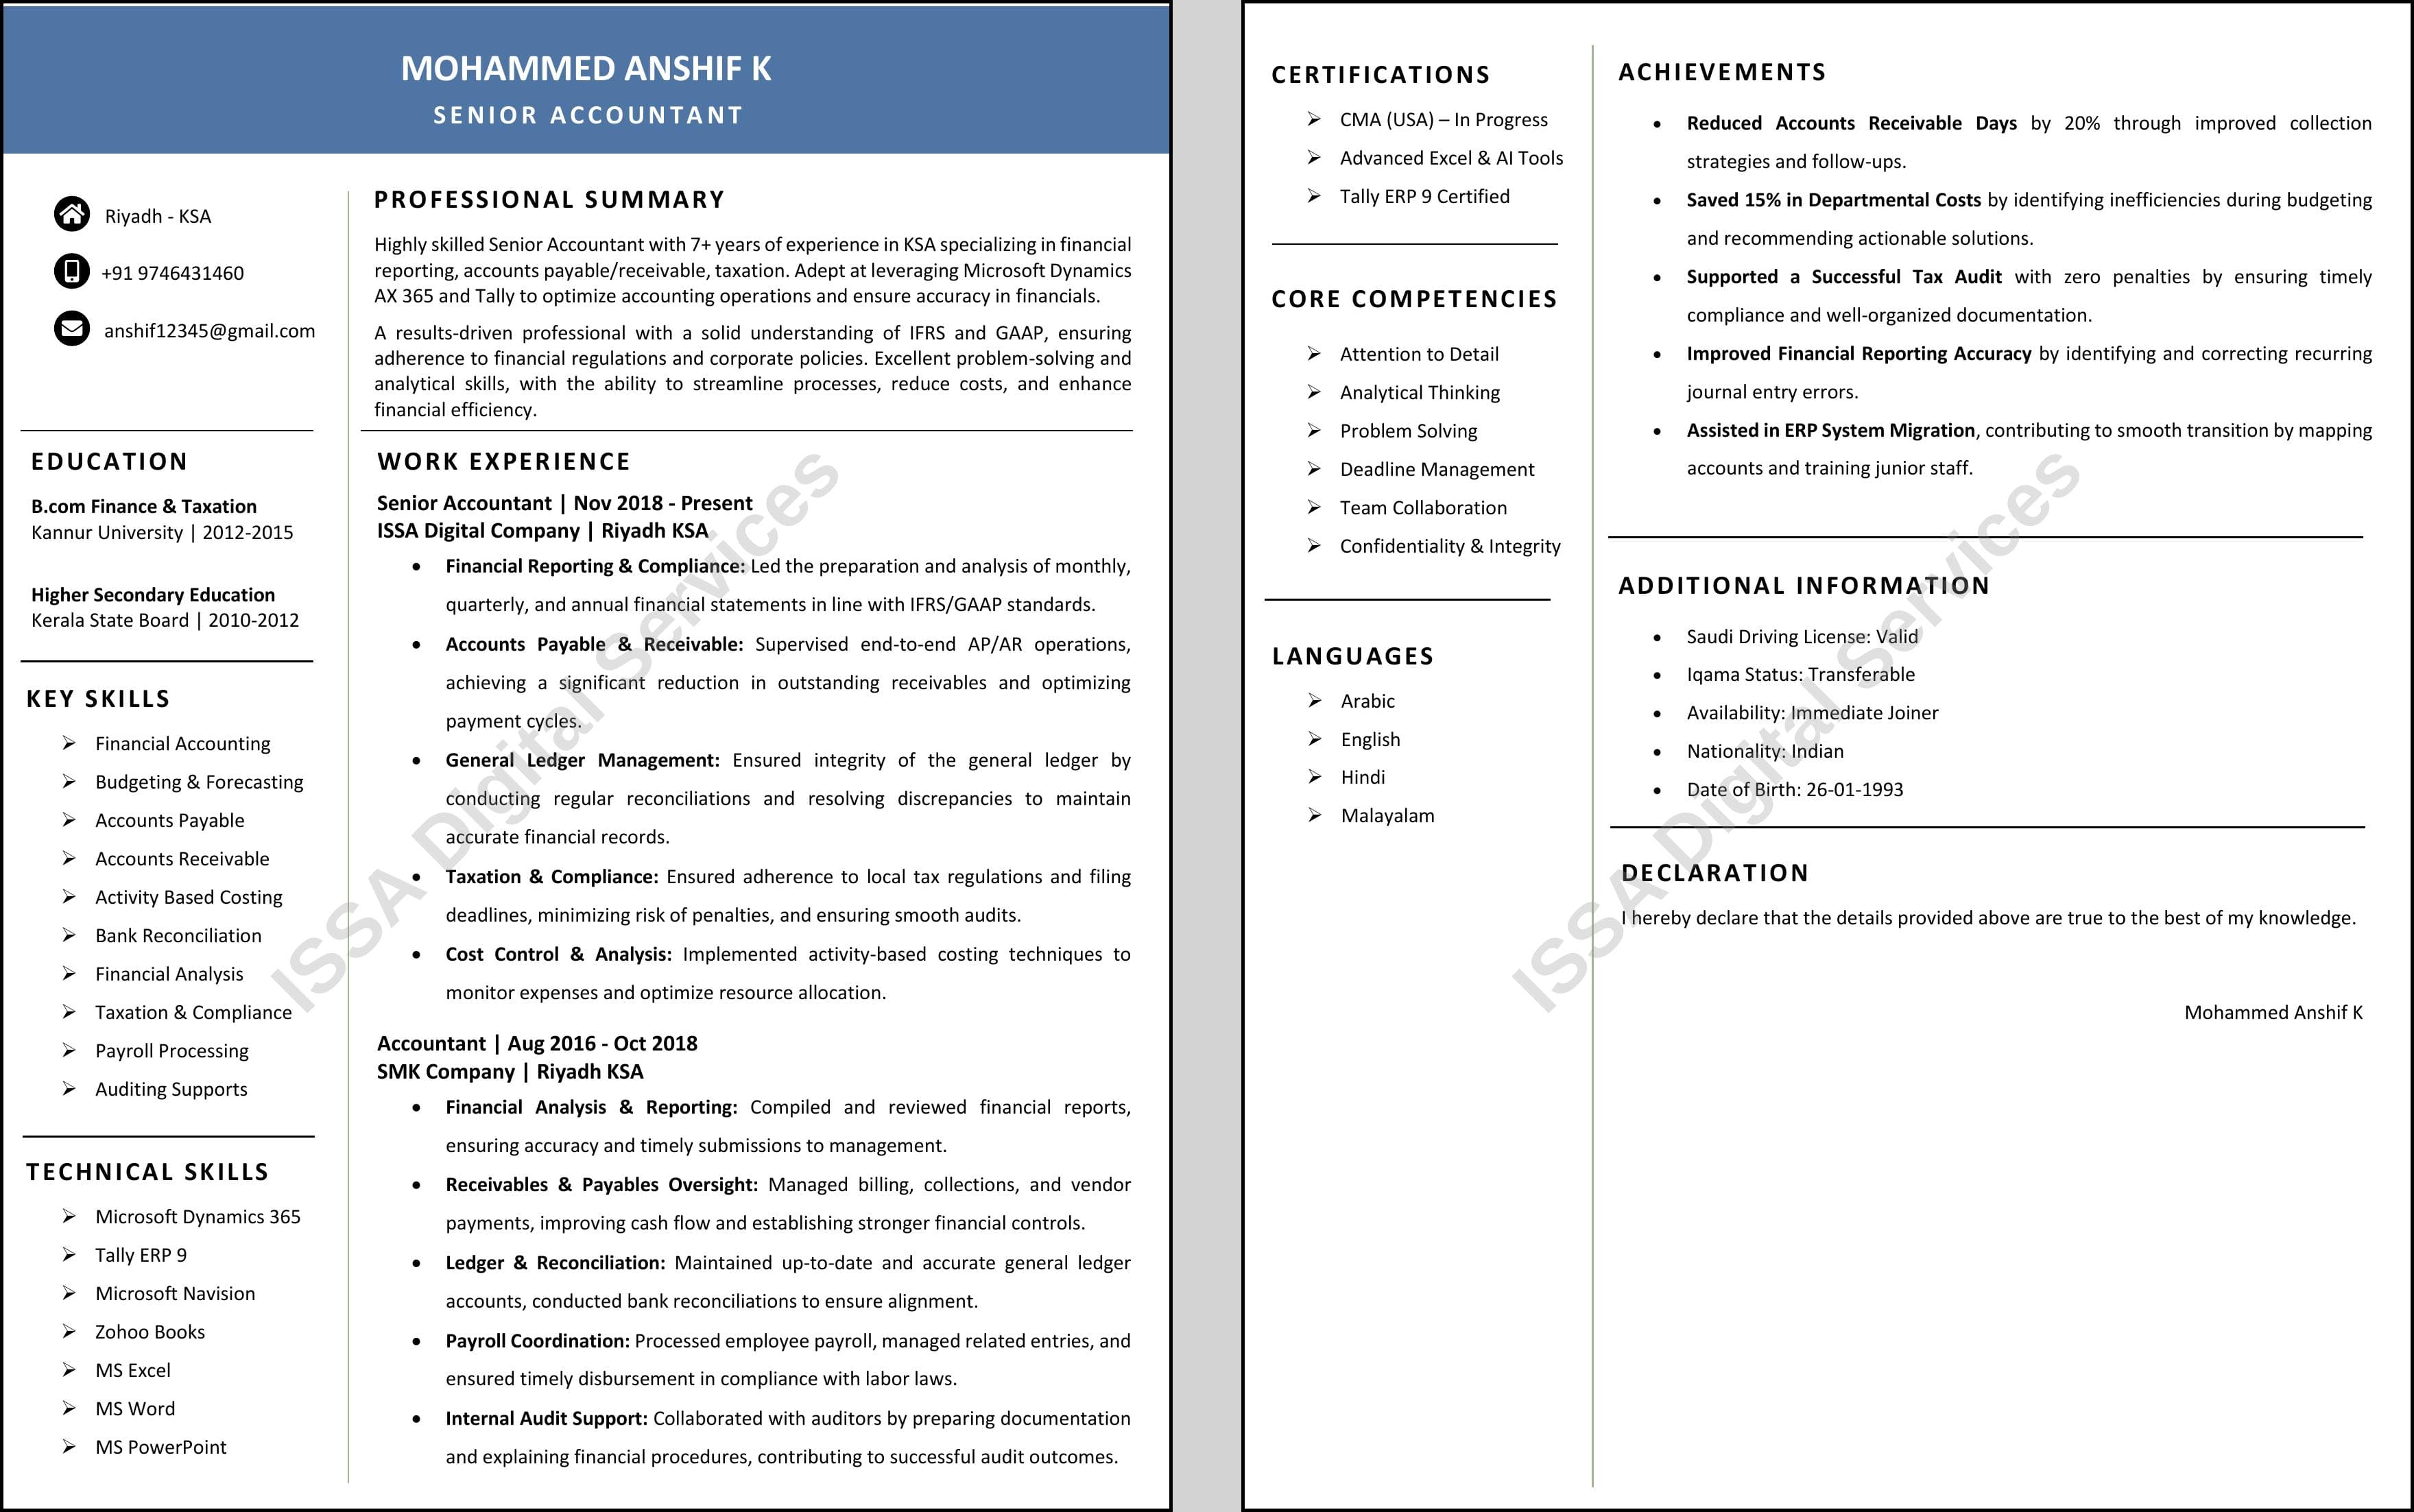 MOHAMMED ANSHIF K
SENIOR ACCOUNTANT
Riyadh - KSA
+91 9746431460
anshif12345@gmail.com
EDUCATION
B.com Finance & Taxation
Kannur University | 2012-2015
Higher Secondary Education
Kerala State Board | 2010-2012
KEY SKILLS
Financial Accounting
Budgeting & Forecasting
Accounts Payable
Accounts Receivable
Activity Based Costing
Bank Reconciliation
Financial Analysis
Taxation & Compliance
Payroll Processing
Auditing Supports
TECHNICAL SKILLS
Microsoft Dynamics 365
Tally ERP 9
Microsoft Navision
Zohoo Books
MS Excel
MS Word
MS PowerPoint
PROFESSIONAL SUMMARY
Highly skilled Senior Accountant with 7+ years of experience in KSA specializing in financial
reporting, accounts payable/receivable, taxation. Adept at leveraging Microsoft Dynamics
AX 365 and Tally to optimize accounting operations and ensure accuracy in financials.
A results-driven professional with a solid understanding of IFRS and GAAP, ensuring
adherence to financial regulations and corporate policies. Excellent problem-solving and
analytical skills, with the ability to streamline processes, reduce costs, and enhance
financial efficiency.
WORK EXPERIENCE
Senior Accountant | Nov 2018 - Present
ISSA Digital Company | Riyadh KSA
• Financial Reporting & Compliance: Led the preparation and analysis of monthly,
quarterly, and annual financial statements in line with IFRS/GAAP standards.
• Accounts Payable & Receivable: Supervised end-to-end AP/AR operations,
achieving a significant reduction in outstanding receivables and optimizing
payment cycles.
• General Ledger Management: Ensured integrity of the general ledger by
conducting regular reconciliations and resolving discrepancies to maintain
accurate financial records.
• Taxation & Compliance: Ensured adherence to local tax regulations and filing
deadlines, minimizing risk of penalties, and ensuring smooth audits.
• Cost Control & Analysis: Implemented activity-based costing techniques to
monitor expenses and optimize resource allocation.
Accountant | Aug 2016 - Oct 2018
SMK Company | Riyadh KSA
• Financial Analysis & Reporting: Compiled and reviewed financial reports,
ensuring accuracy and timely submissions to management.
• Receivables & Payables Oversight: Managed billing, collections, and vendor
payments, improving cash flow and establishing stronger financial controls.
• Ledger & Reconciliation: Maintained up-to-date and accurate general ledger
accounts, conducted bank reconciliations to ensure alignment.
• Payroll Coordination: Processed employee payroll, managed related entries, and
ensured timely disbursement in compliance with labor laws.
• Internal Audit Support: Collaborated with auditors by preparing documentation
and explaining financial procedures, contributing to successful audit outcomes.
ISSA Digital Services
CERTIFICATIONS
CMA (USA) – In Progress
Advanced Excel & AI Tools
Tally ERP 9 Certified
CORE COMPETENCIES
Attention to Detail
Analytical Thinking
Problem Solving
Deadline Management
Team Collaboration
Confidentiality & Integrity
LANGUAGES
Arabic
English
Hindi
Malayalam
ACHIEVEMENTS
• Reduced Accounts Receivable Days by 20% through improved collection
strategies and follow-ups.
• Saved 15% in Departmental Costs by identifying inefficiencies during budgeting
and recommending actionable solutions.
• Supported a Successful Tax Audit with zero penalties by ensuring timely
compliance and well-organized documentation.
• Improved Financial Reporting Accuracy by identifying and correcting recurring
journal entry errors.
• Assisted in ERP System Migration, contributing to smooth transition by mapping
accounts and training junior staff.
ADDITIONAL INFORMATION
• Saudi Driving License: Valid
• Iqama Status: Transferable
• Availability: Immediate Joiner
• Nationality: Indian
• Date of Birth: 26-01-1993
DECLARATION
I hereby declare that the details provided above are true to the best of my knowledge.
Mohammed Anshif K
ISSA Digital Services